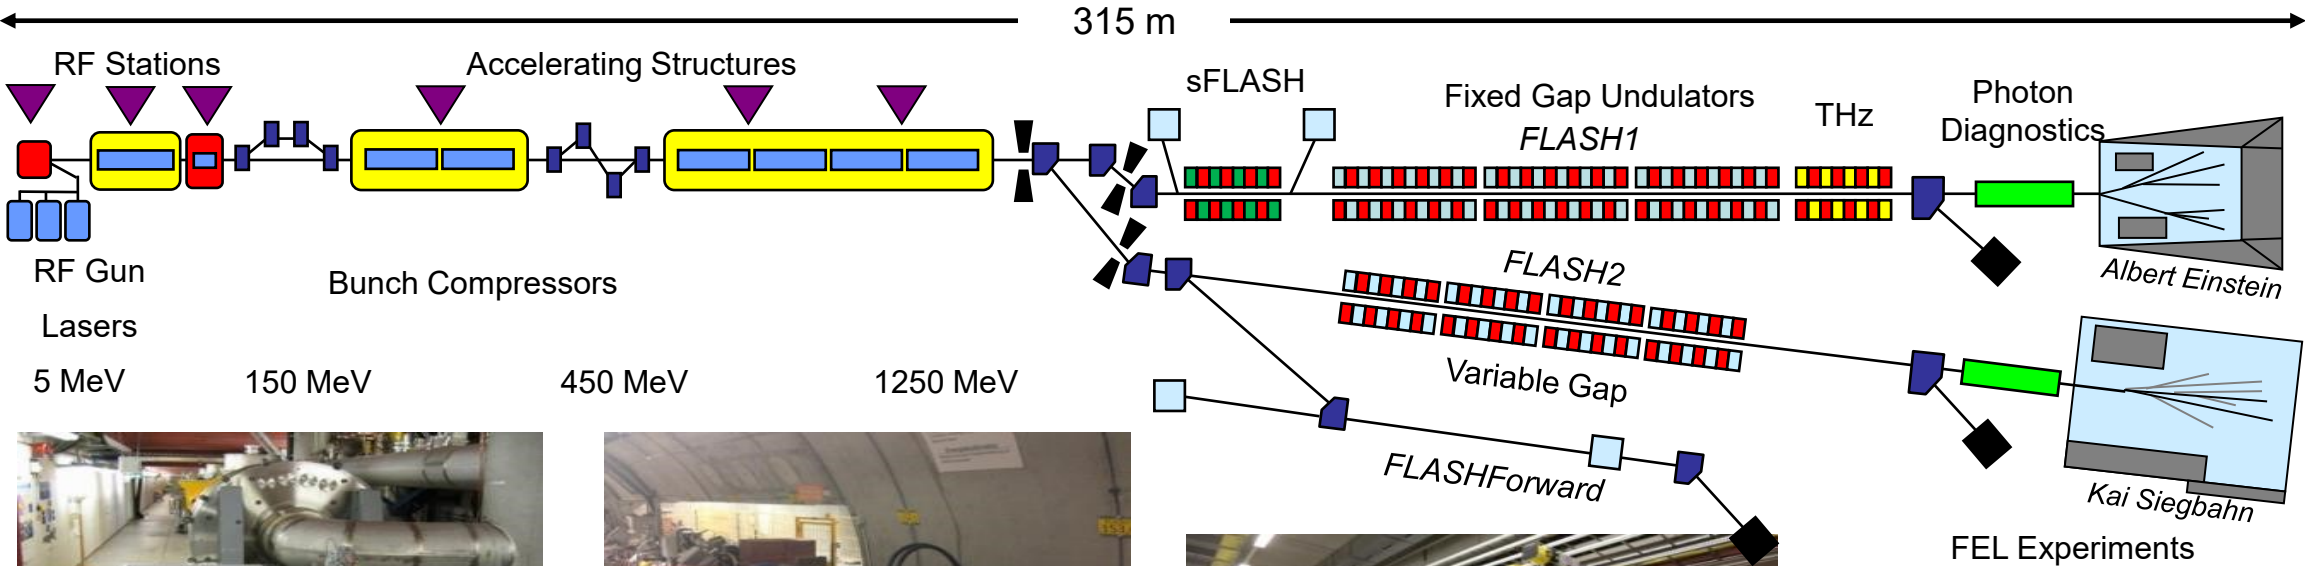 315 m
RF Stations
Accelerating Structures
sFLASH
Fixed Gap Undulators
FLASH1
THz
Photon
Diagnostics
Albert Einstein
RF Gun
Bunch Compressors
FLASH2
Lasers
5 MeV
150 MeV
450 MeV
1250 MeV
Variable Gap
FLASHForward
Kai Siegbahn
FEL Experiments